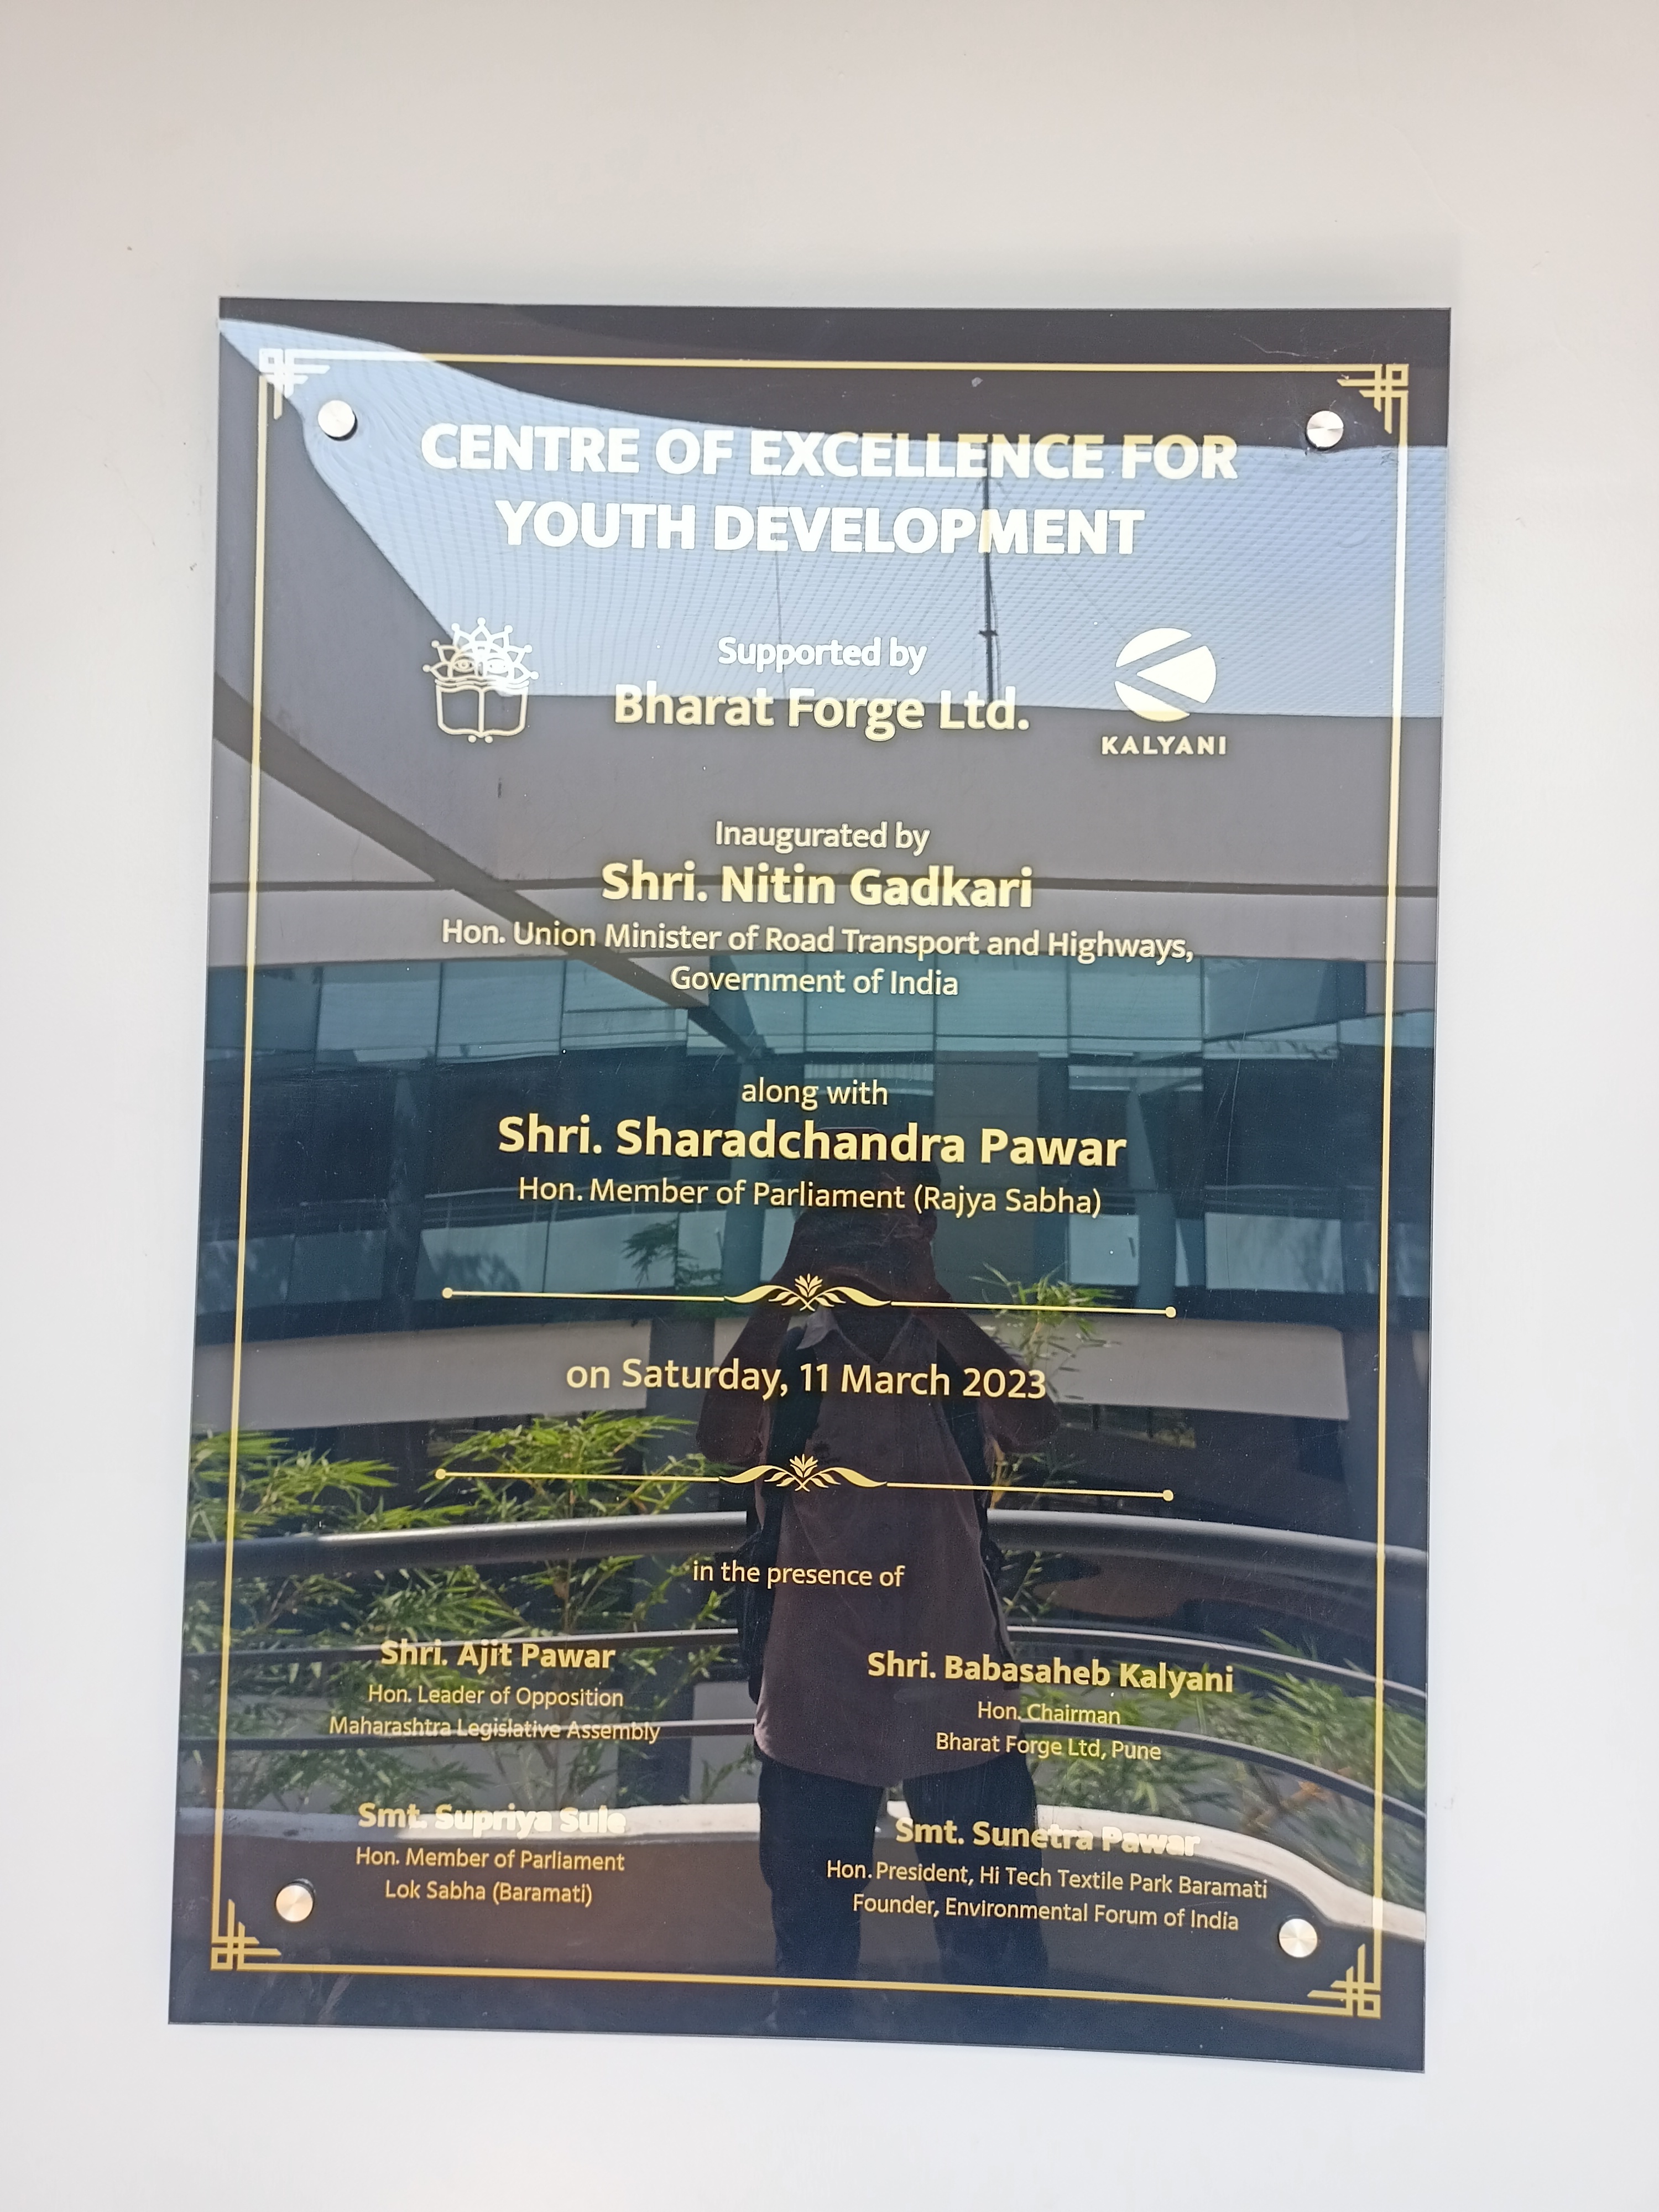 CENTRE OF EXCELLENCE FOR
YOUTH DEVELOPMENT
Supported by
Bharat Forge Ltd.
KALYANI
Inaugurated by
Shri. Nitin Gadkari
Hon. Union Minister of Road Transport and Highways,
Government of India
along with
Shri. Sharadchandra Pawar
Hon. Member of Parliament (Rajya Sabha)
on Saturday, 11 March 2023
in the presence of
Shri. Ajit Pawar
Hon. Leader of Opposition
Maharashtra Legislative Assembly
Shri. Babasaheb Kalyani
Hon. Chairman
Bharat Forge Ltd, Pune
Smt. Supriya Sule
Hon. Member of Parliament
Lok Sabha (Baramati)
Smt. Sunetra Pawar
Hon. President, Hi Tech Textile Park Baramati
Founder, Environmental Forum of India